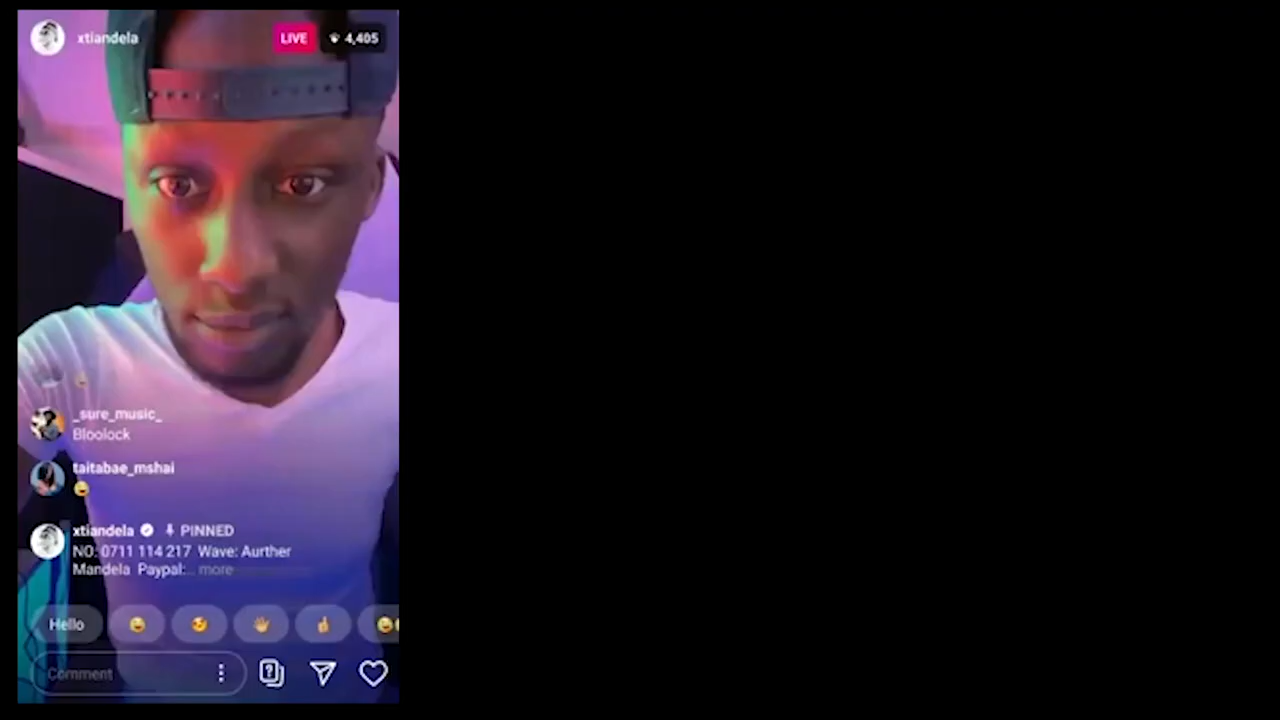 xtiandela
LIVE
4,405
_sure_music_
Bloolock
taitabae_mshai
xtiandela PINNED
NO: 0711 114 217 Wave: Aurther
Mandela Paypal:... more
Hello
Comment